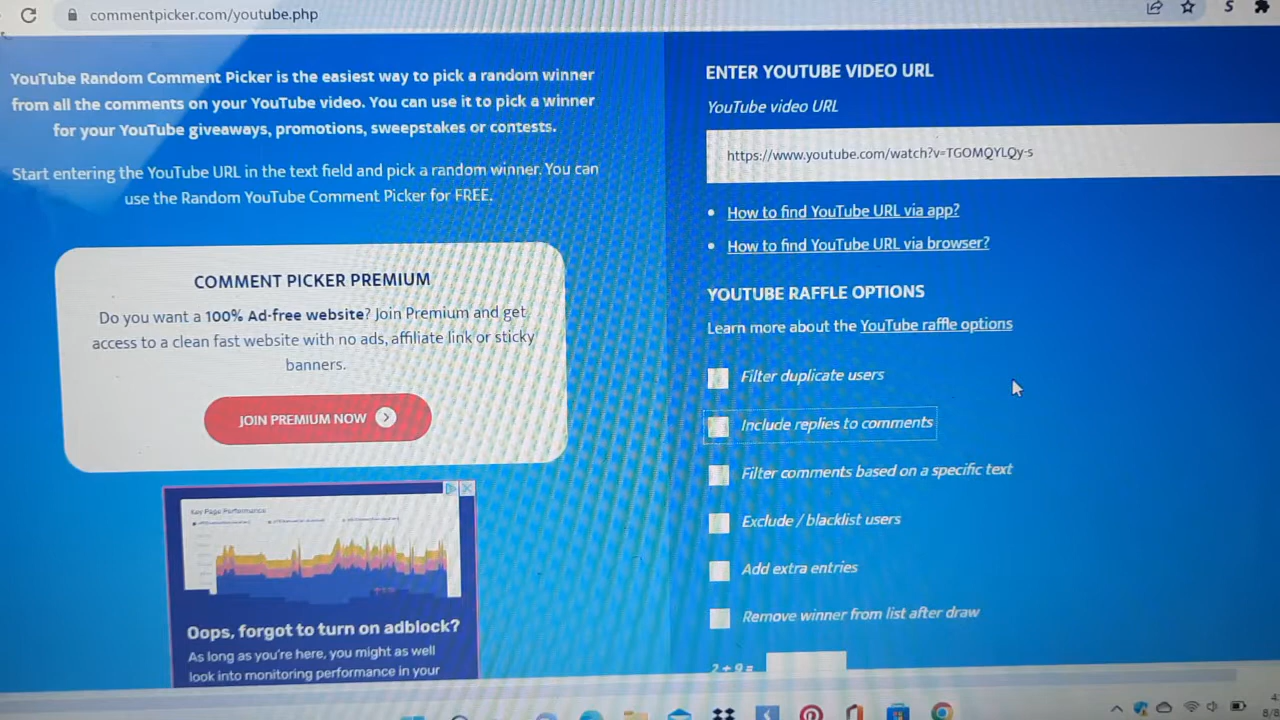 commentpicker.com/youtube.php
YouTube Random Comment Picker is the easiest way to pick a random winner
from all the comments on your YouTube video. You can use it to pick a winner
for your YouTube giveaways, promotions, sweepstakes or contests.
Start entering the YouTube URL in the text field and pick a random winner. You can
use the Random YouTube Comment Picker for FREE.
COMMENT PICKER PREMIUM
Do you want a 100% Ad-free website? Join Premium and get
access to a clean fast website with no ads, affiliate link or sticky
banners.
JOIN PREMIUM NOW
Key Page Performance
Oops, forgot to turn on adblock?
As long as you're here, you might as well
look into monitoring performance in your
ENTER YOUTUBE VIDEO URL
YouTube video URL
https://www.youtube.com/watch?v=TGOMQYLQy-s
How to find YouTube URL via app?
How to find YouTube URL via browser?
YOUTUBE RAFFLE OPTIONS
Learn more about the YouTube raffle options
Filter duplicate users
Include replies to comments
Filter comments based on a specific text
Exclude / blacklist users
Add extra entries
Remove winner from list after draw
2 + 9 =